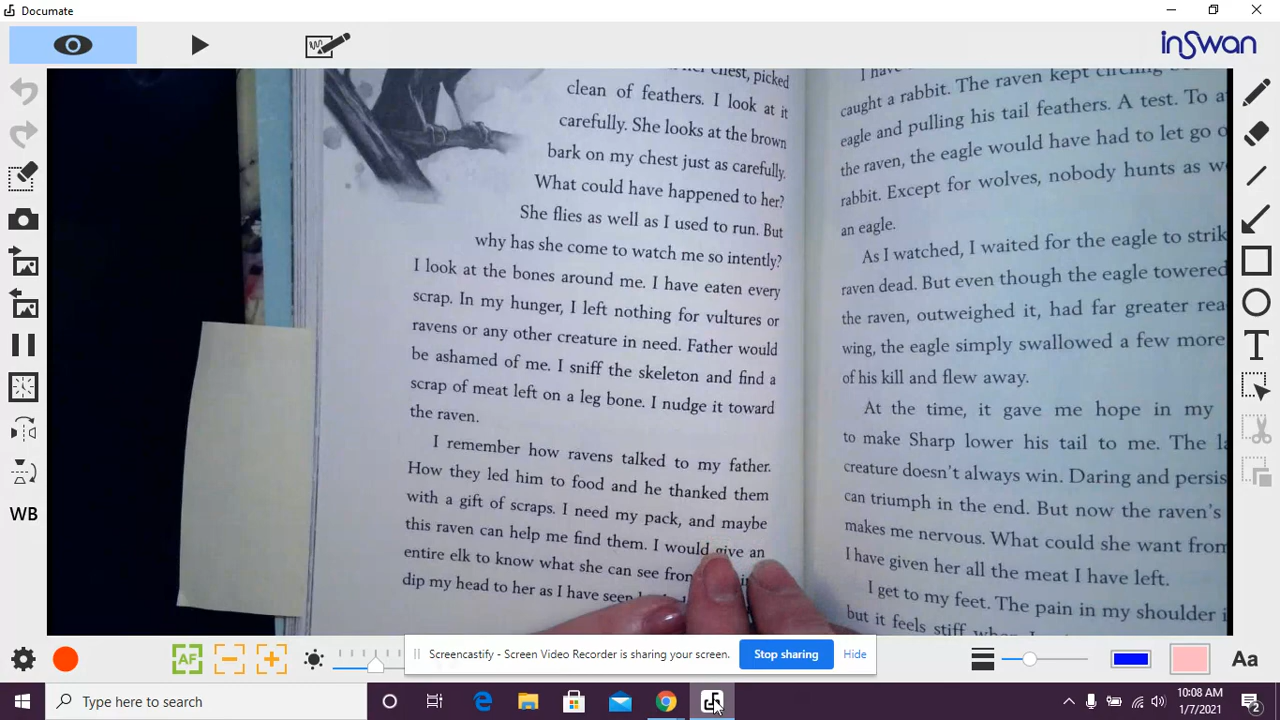 Documate
inSwan
her chest, picked
clean of feathers. I look at it
carefully. She looks at the brown
bark on my chest just as carefully.
What could have happened to her?
She flies as well as I used to run. But
why has she come to watch me so intently?
I look at the bones around me. I have eaten every
scrap. In my hunger, I left nothing for vultures or
ravens or any other creature in need. Father would
be ashamed of me. I sniff the skeleton and find a
scrap of meat left on a leg bone. I nudge it toward
the raven.
I remember how ravens talked to my father.
How they led him to food and he thanked them
with a gift of scraps. I need my pack, and maybe
this raven can help me find them. I would give an
entire elk to know what she can see from
dip my head to her as I have seen
I have
caught a rabbit. The raven kept circling
eagle and pulling his tail feathers. A test. To
the raven, the eagle would have had to let go o
rabbit. Except for wolves, nobody hunts as w
an eagle.
As I watched, I waited for the eagle to strik
raven dead. But even though the eagle towered
the raven, outweighed it, had far greater rea
wing, the eagle simply swallowed a few more
of his kill and flew away.
At the time, it gave me hope in my
to make Sharp lower his tail to me. The la
creature doesn't always win. Daring and persis
can triumph in the end. But now the raven's
makes me nervous. What could she want from
I have given her all the meat I have left.
I get to my feet. The pain in my shoulder i
but it feels stiff when
WB
T
AF
Screencastify - Screen Video Recorder is sharing your screen.
Stop sharing
Hide
Aa
Type here to search
10:08 AM
1/7/2021
2